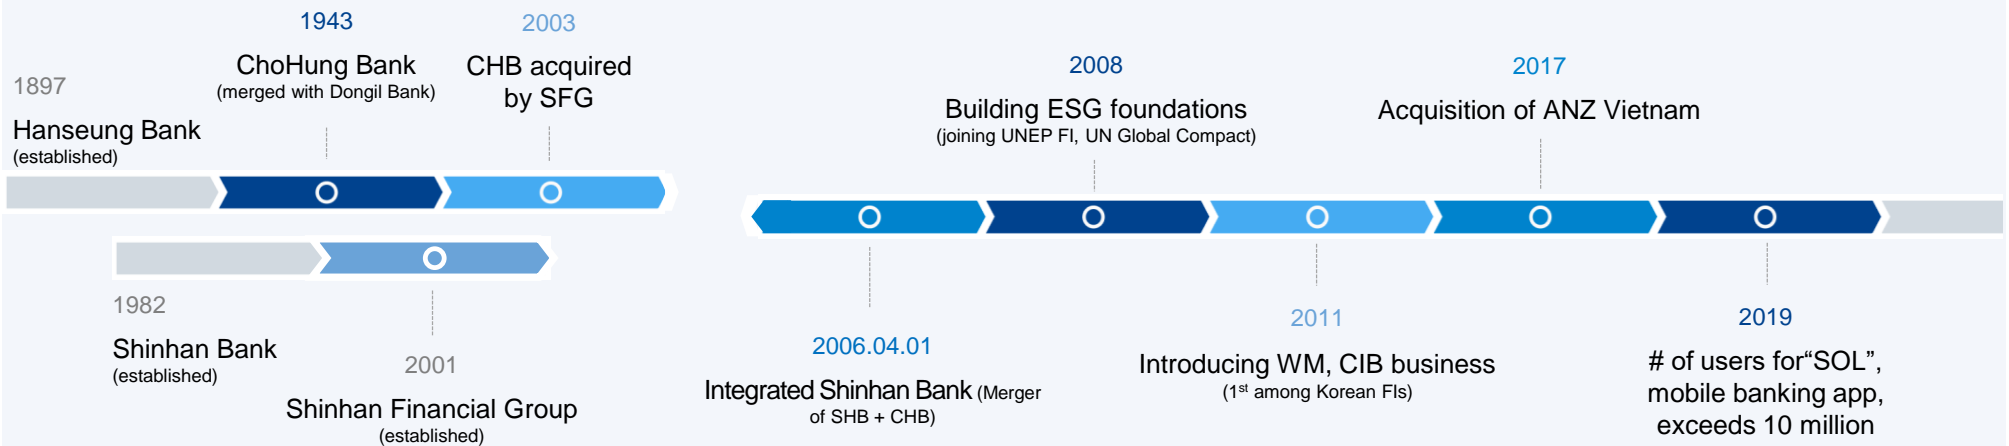 1897
Hanseung Bank
(established)
1943
ChoHung Bank
(merged with Dongil Bank)
2003
CHB acquired
by SFG
1982
Shinhan Bank
(established)
2001
Shinhan Financial Group
(established)
2006.04.01
Integrated Shinhan Bank (Merger
of SHB + CHB)
2008
Building ESG foundations
(joining UNEP FI, UN Global Compact)
2011
Introducing WM, CIB business
(1st among Korean FIs)
2017
Acquisition of ANZ Vietnam
2019
# of users for“SOL”,
mobile banking app,
exceeds 10 million